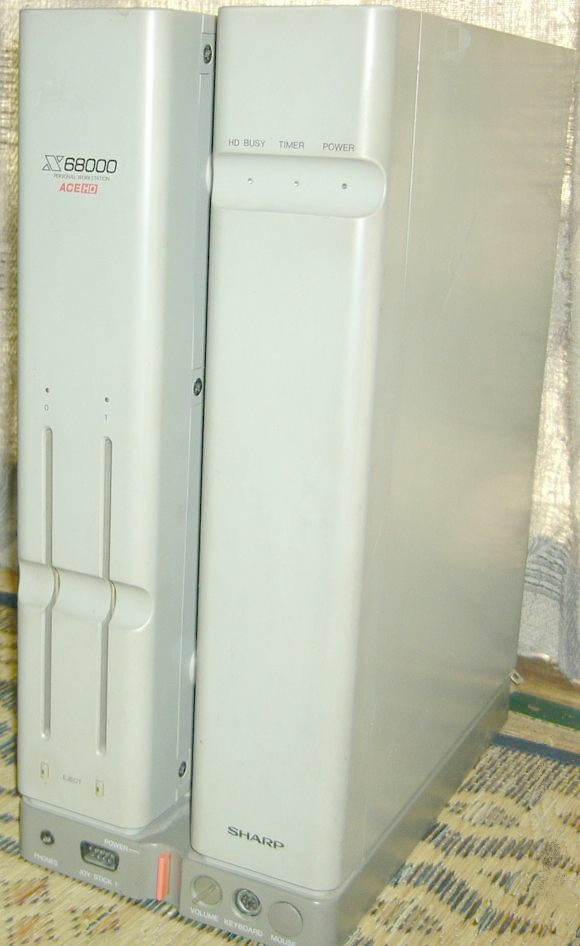 X68000
PERSONAL WORKSTATION
ACE HD
0 1
EJECT
POWER
PHONES
JOY STICK 1
HD BUSY TIMER POWER
SHARP
VOLUME KEYBOARD MOUSE